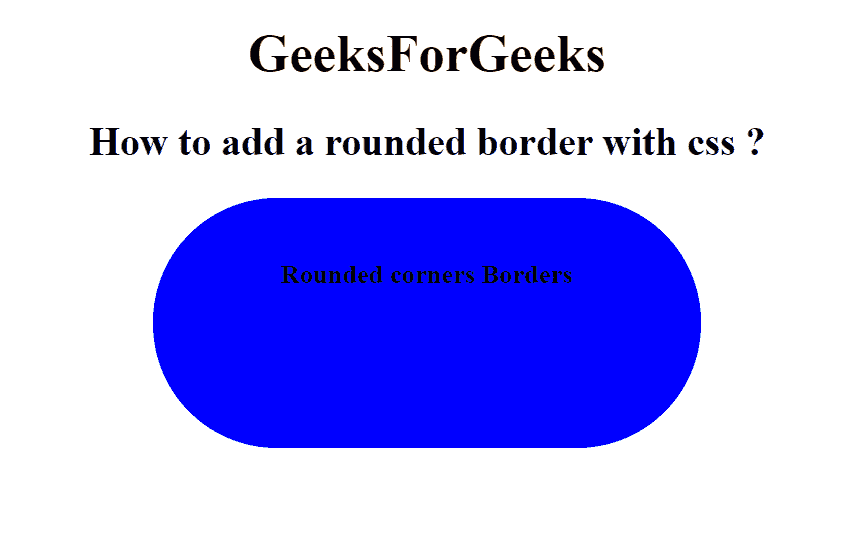 GeeksForGeeks
How to add a rounded border with css ?
Rounded corners Borders